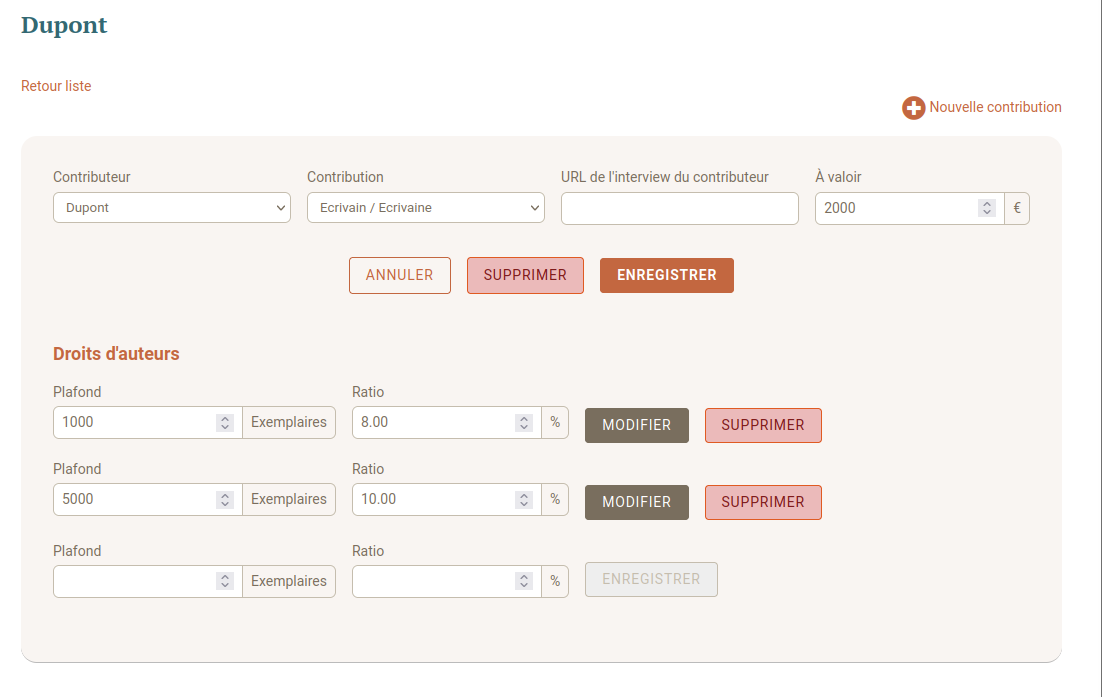 Dupont
Retour liste
Nouvelle contribution
Contributeur Contribution URL de l'interview du contributeur À valoir
Dupont Ecrivain / Ecrivaine 2000 €
ANNULER SUPPRIMER ENREGISTRER
Droits d'auteurs
Plafond Ratio
1000 Exemplaires 8.00 % MODIFIER SUPPRIMER
Plafond Ratio
5000 Exemplaires 10.00 % MODIFIER SUPPRIMER
Plafond Ratio
Exemplaires % ENREGISTRER